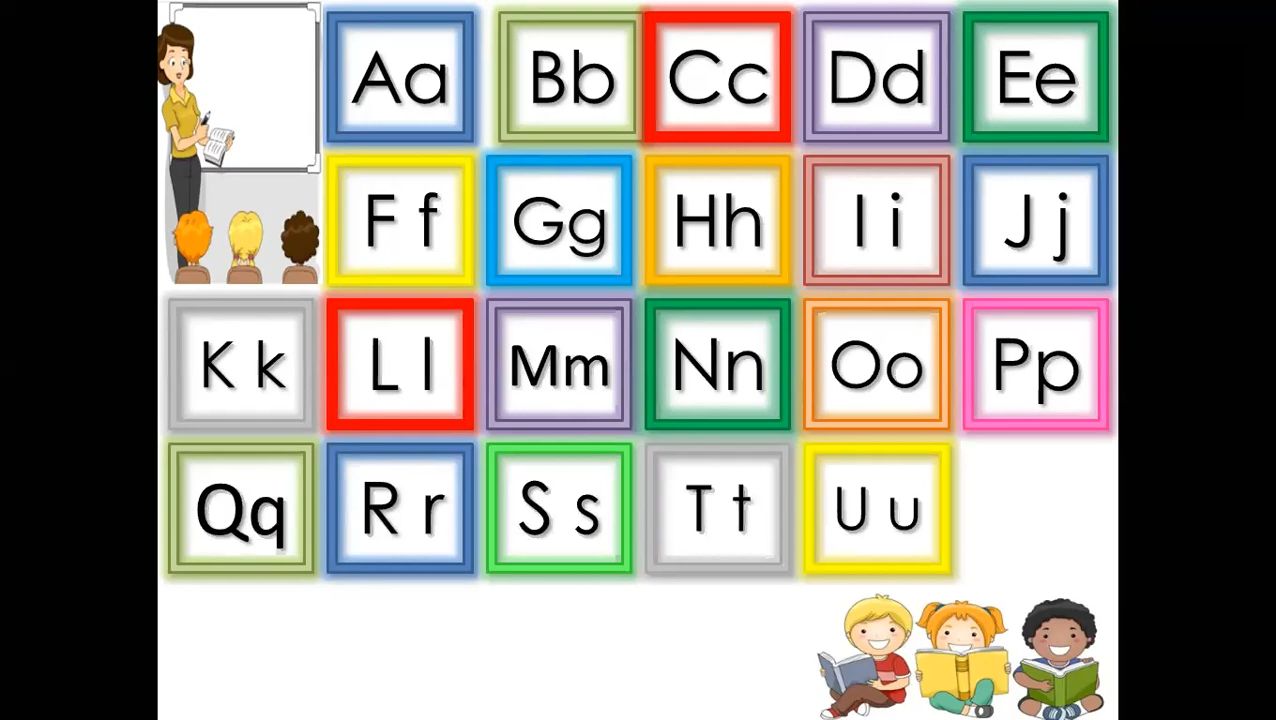 Aa Bb Cc Dd Ee
F f Gg Hh I i J j
K k L l Mm Nn Oo Pp
Qq R r S s T t U u